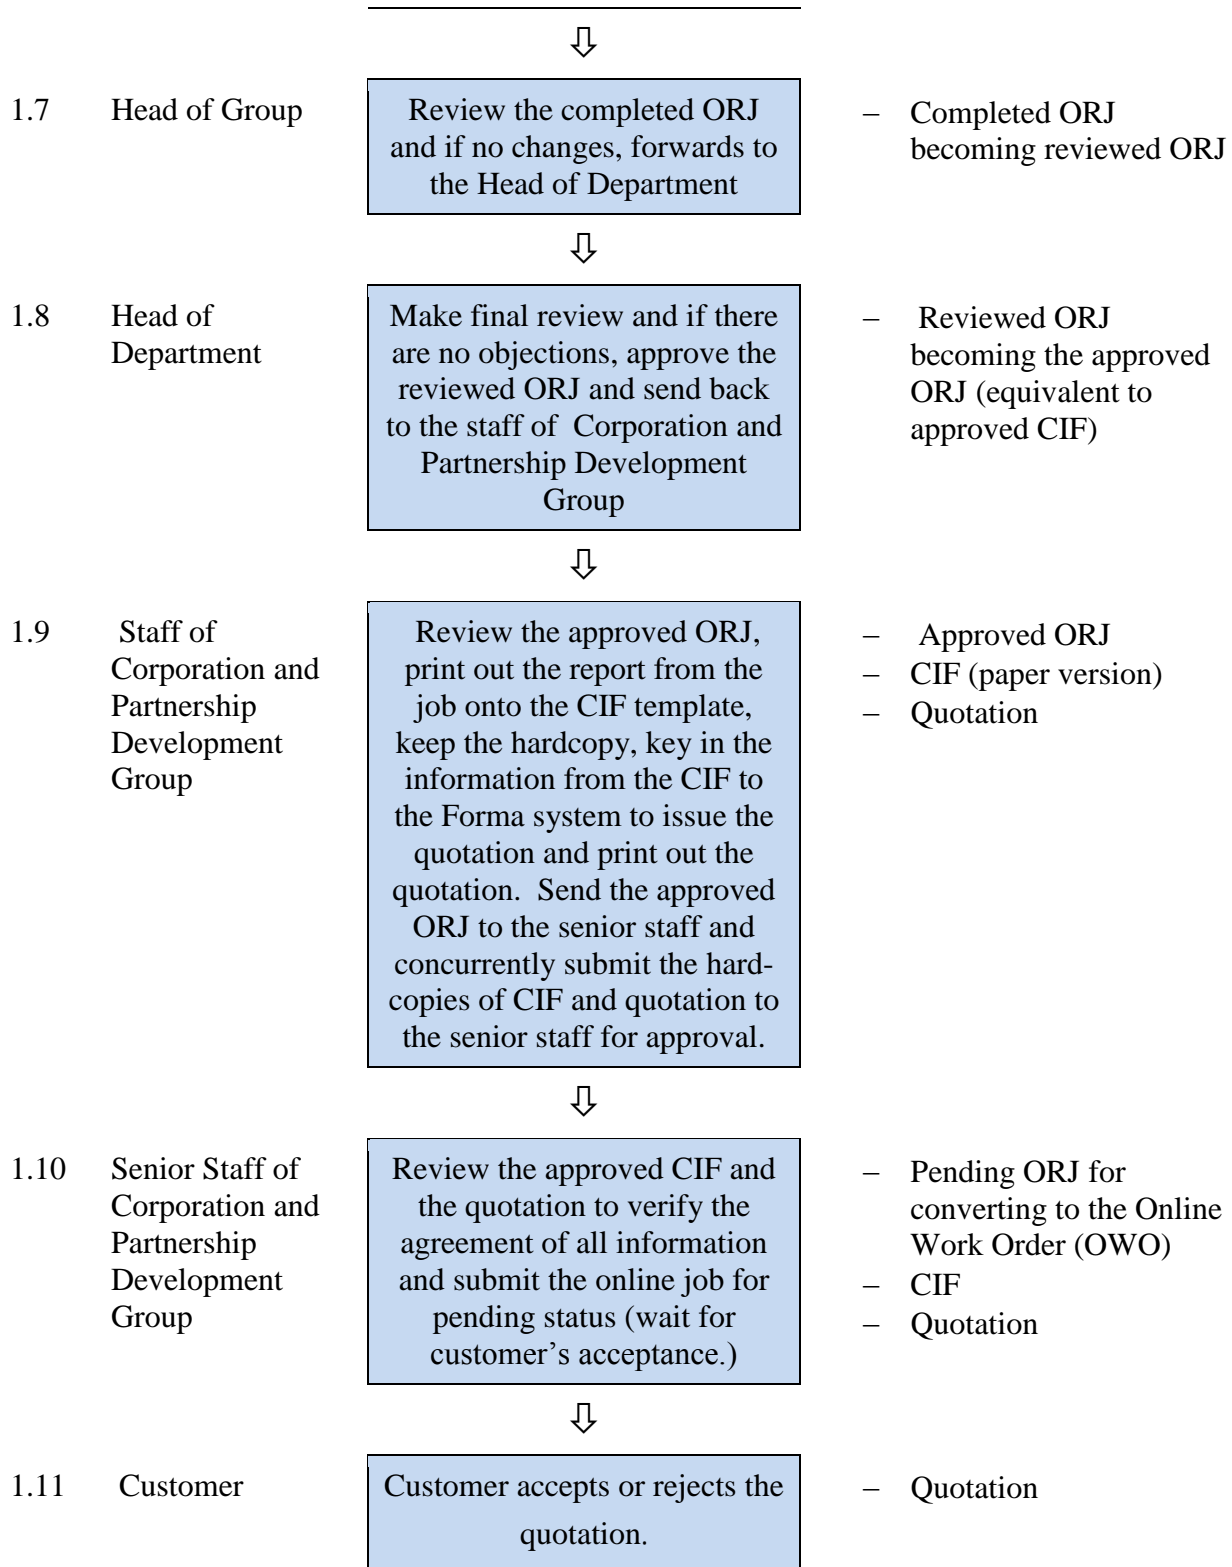 ⇩
1.7 Head of Group
Review the completed ORJ
and if no changes, forwards to
the Head of Department
– Completed ORJ
becoming reviewed ORJ
⇩
1.8 Head of
Department
Make final review and if there
are no objections, approve the
reviewed ORJ and send back
to the staff of Corporation and
Partnership Development
Group
– Reviewed ORJ
becoming the approved
ORJ (equivalent to
approved CIF)
⇩
1.9 Staff of
Corporation and
Partnership
Development
Group
Review the approved ORJ,
print out the report from the
job onto the CIF template,
keep the hardcopy, key in the
information from the CIF to
the Forma system to issue the
quotation and print out the
quotation. Send the approved
ORJ to the senior staff and
concurrently submit the hard-
copies of CIF and quotation to
the senior staff for approval.
– Approved ORJ
– CIF (paper version)
– Quotation
⇩
1.10 Senior Staff of
Corporation and
Partnership
Development
Group
Review the approved CIF and
the quotation to verify the
agreement of all information
and submit the online job for
pending status (wait for
customer’s acceptance.)
– Pending ORJ for
converting to the Online
Work Order (OWO)
– CIF
– Quotation
⇩
1.11 Customer
Customer accepts or rejects the
quotation.
– Quotation